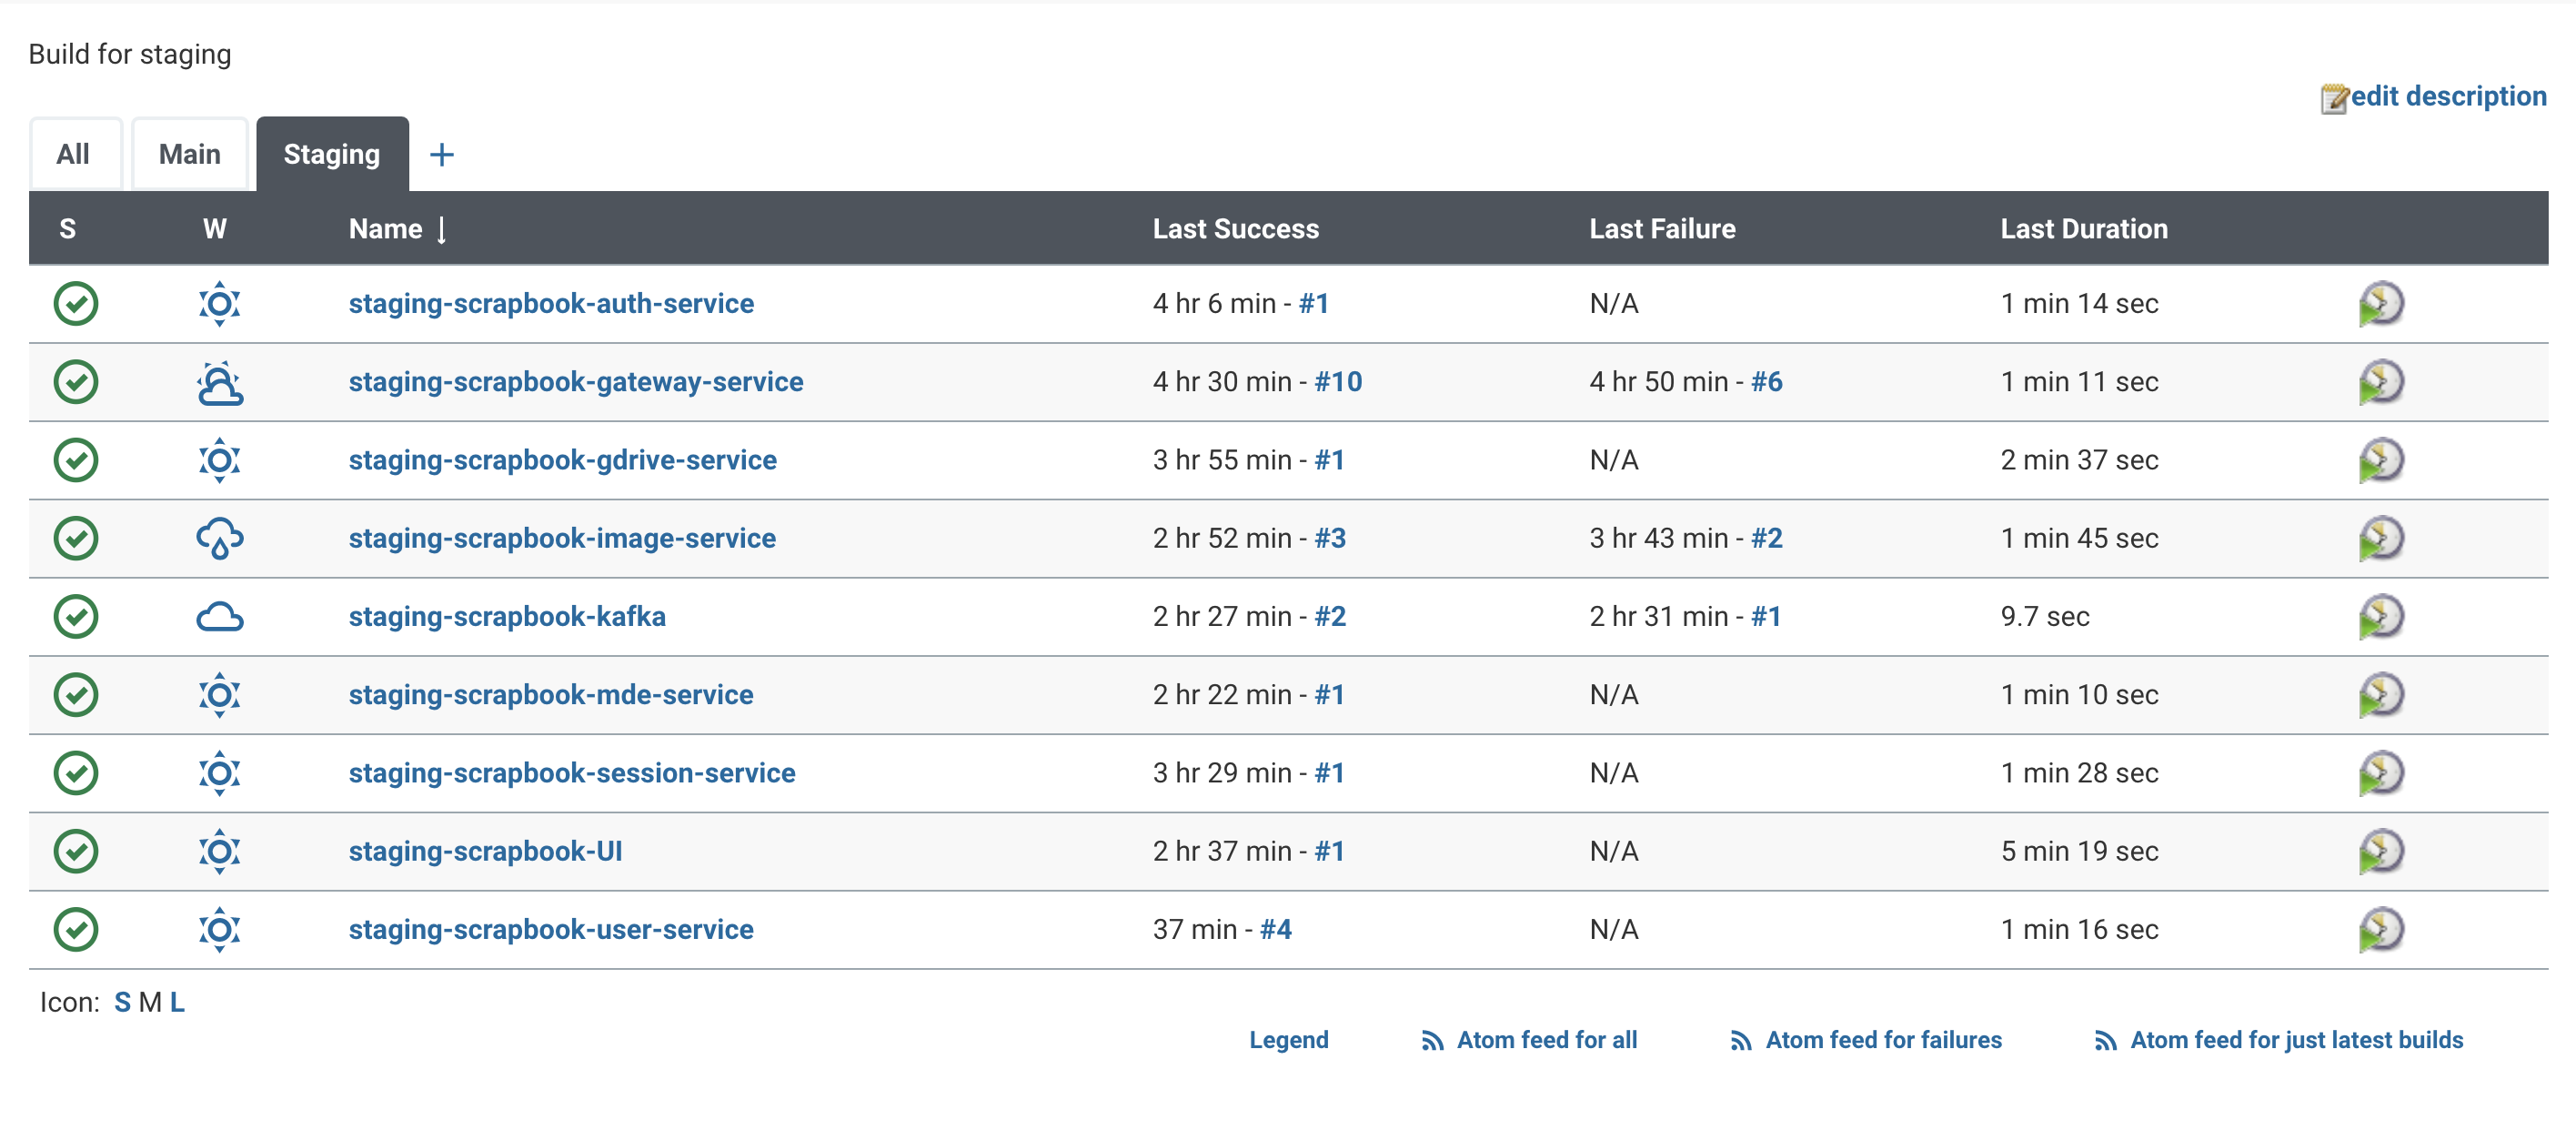 Build for staging
edit description
All Main Staging +
S W Name ↓ Last Success Last Failure Last Duration
staging-scrapbook-auth-service 4 hr 6 min - #1 N/A 1 min 14 sec
staging-scrapbook-gateway-service 4 hr 30 min - #10 4 hr 50 min - #6 1 min 11 sec
staging-scrapbook-gdrive-service 3 hr 55 min - #1 N/A 2 min 37 sec
staging-scrapbook-image-service 2 hr 52 min - #3 3 hr 43 min - #2 1 min 45 sec
staging-scrapbook-kafka 2 hr 27 min - #2 2 hr 31 min - #1 9.7 sec
staging-scrapbook-mde-service 2 hr 22 min - #1 N/A 1 min 10 sec
staging-scrapbook-session-service 3 hr 29 min - #1 N/A 1 min 28 sec
staging-scrapbook-UI 2 hr 37 min - #1 N/A 5 min 19 sec
staging-scrapbook-user-service 37 min - #4 N/A 1 min 16 sec
Icon: S M L
Legend Atom feed for all Atom feed for failures Atom feed for just latest builds